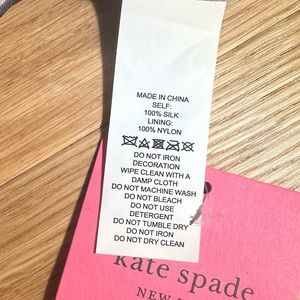 MADE IN CHINA
SELF:
100% SILK
LINING:
100% NYLON
DO NOT IRON
DECORATION
WIPE CLEAN WITH A
DAMP CLOTH
DO NOT MACHINE WASH
DO NOT BLEACH
DO NOT USE
DETERGENT
DO NOT TUMBLE DRY
DO NOT IRON
DO NOT DRY CLEAN
kate spade
NEW